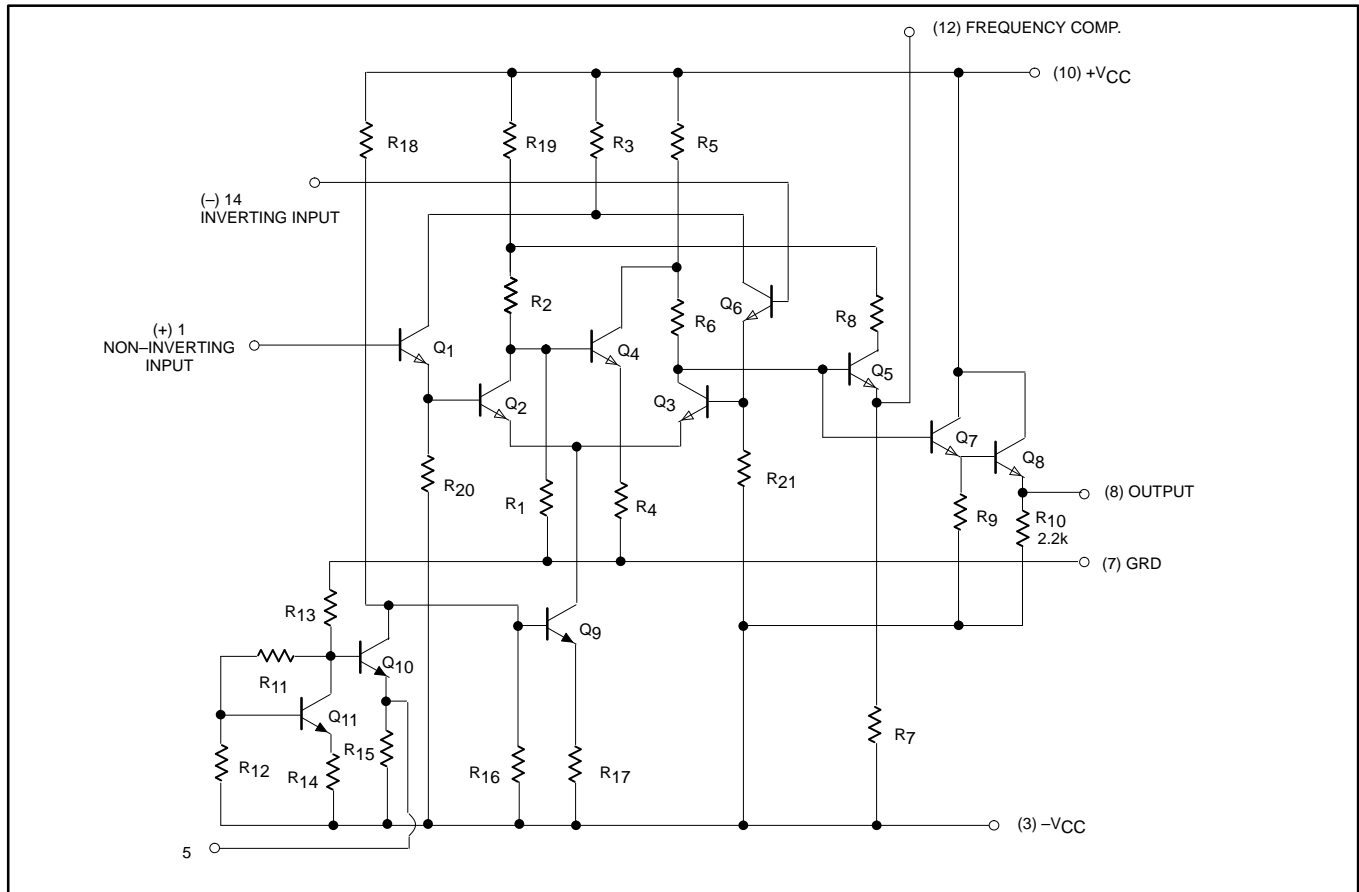 (12) FREQUENCY COMP.
(10) +VCC
R18
R19
R3
R5
(–) 14
INVERTING INPUT
R2
R6
Q6
R8
(+) 1
NON–INVERTING
INPUT
Q1
Q4
Q5
Q2
Q3
Q7
Q8
R20
R1
R4
R21
R9
(8) OUTPUT
R10
2.2k
(7) GRD
R13
Q9
R11
Q10
Q11
R12
R14
R15
R16
R17
R7
(3) –VCC
5